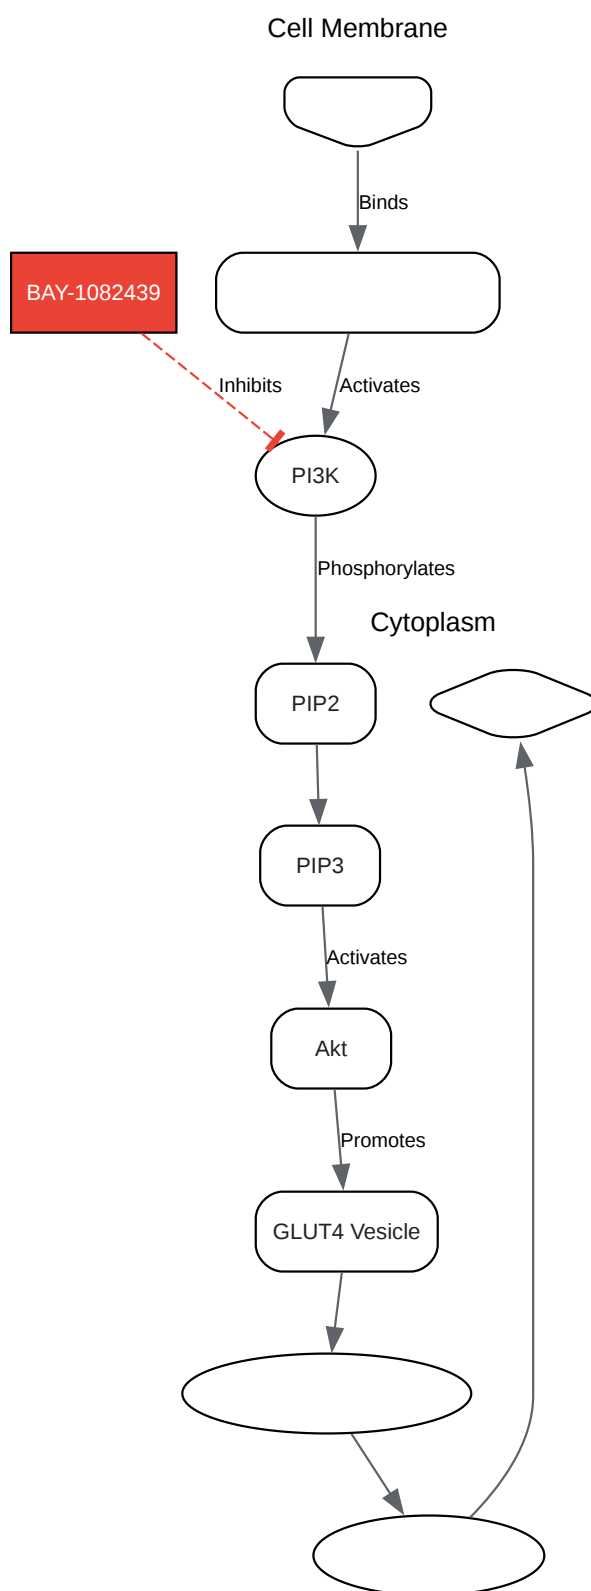 Cell Membrane
Binds
BAY-1082439
Inhibits
Activates
PI3K
Phosphorylates
Cytoplasm
PIP2
PIP3
Activates
Akt
Promotes
GLUT4 Vesicle